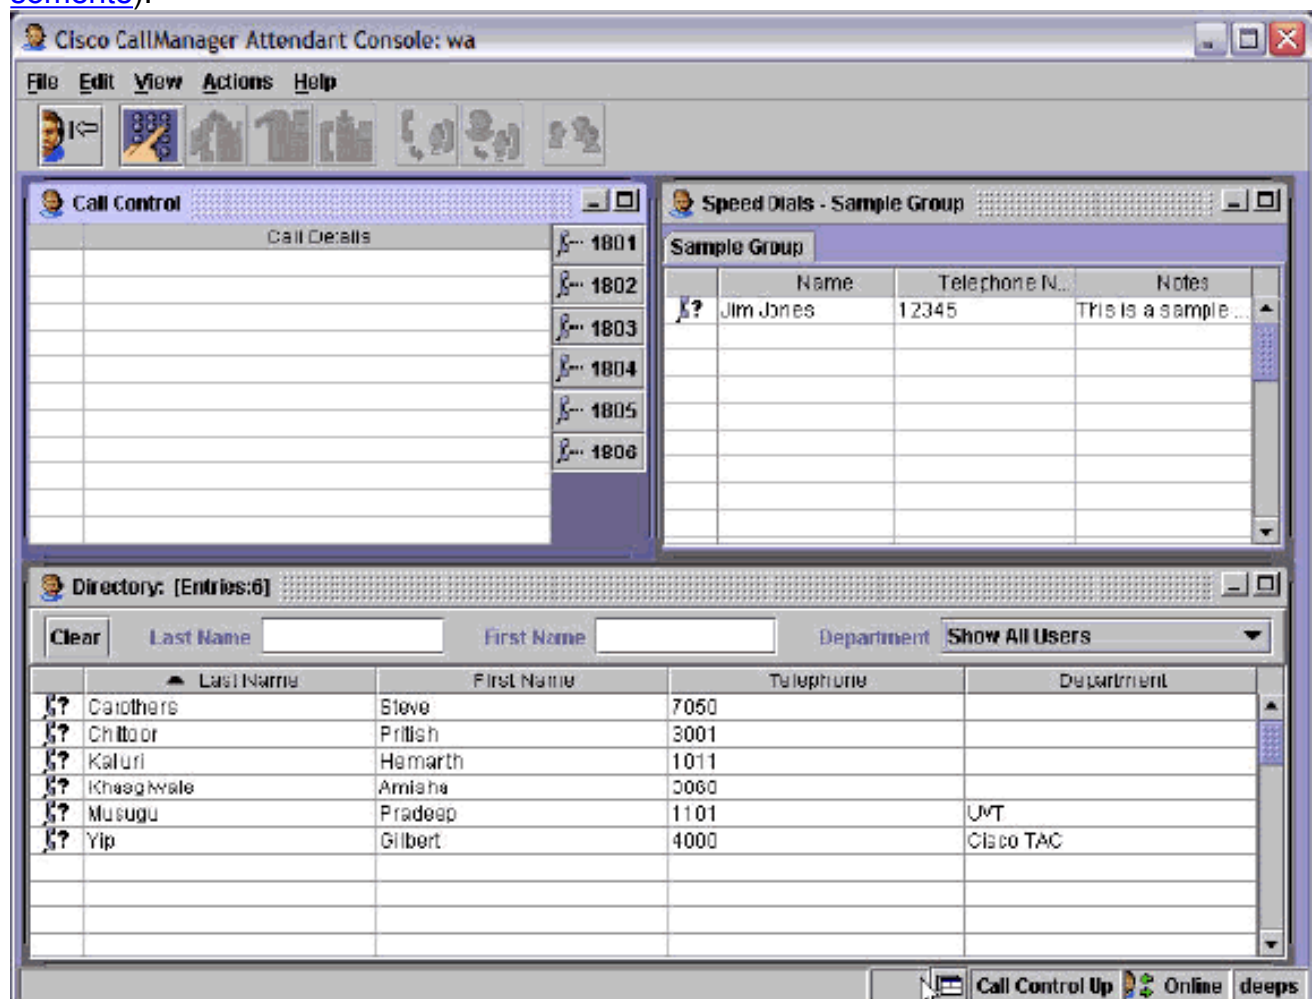 somente).
Cisco CallManager Attendant Console: wa
File Edit View Actions Help
Call Control
Call Details
1801
1802
1803
1804
1805
1806
Speed Dials - Sample Group
Sample Group
Name Telephone N... Notes
Jim Jones 12345 This is a sample ...
Directory: [Entries:6]
Clear Last Name First Name Department Show All Users
Last Name First Name Telephone Department
Carothers Steve 7050
Chittoor Pritish 3001
Kaluri Hemarth 1011
Amisha
Musugu Pradeep 1101 UVT
Yip Gilbert 4000 Cisco TAC
Call Control Up Online deeps